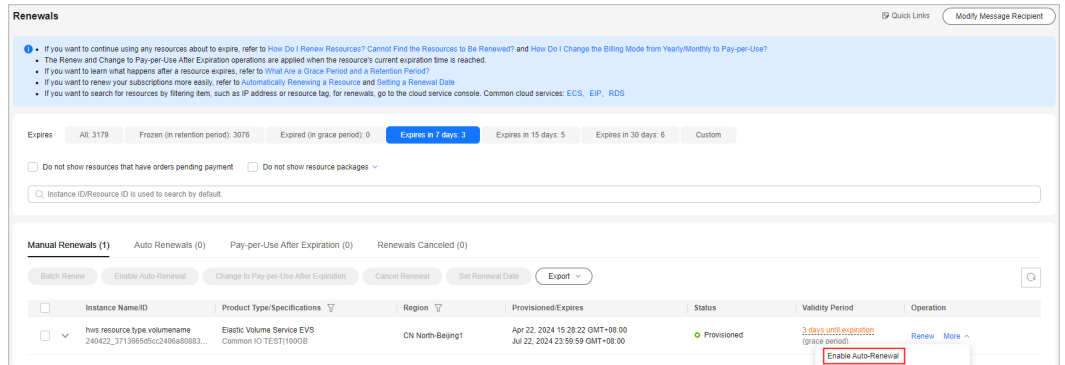 Renewals
Quick Links
Modify Message Recipient
If you want to continue using any resources about to expire, refer to How Do I Renew Resources? Cannot Find the Resources to Be Renewed? and How Do I Change the Billing Mode from Yearly/Monthly to Pay-per-Use?
The Renew and Change to Pay-per-Use After Expiration operations are applied when the resource's current expiration time is reached.
If you want to learn what happens after a resource expires, refer to What Are a Grace Period and a Retention Period?
If you want to renew your subscriptions more easily, refer to Automatically Renewing a Resource and Setting a Renewal Date
If you want to search for resources by filtering item, such as IP address or resource tag, for renewals, go to the cloud service console. Common cloud services: ECS、EIP、RDS
Expires All: 3179 Frozen (in retention period): 3076 Expired (in grace period): 0 Expires in 7 days: 3 Expires in 15 days: 5 Expires in 30 days: 6 Custom
Do not show resources that have orders pending payment Do not show resource packages
Instance ID/Resource ID is used to search by default.
Manual Renewals (1) Auto Renewals (0) Pay-per-Use After Expiration (0) Renewals Canceled (0)
Batch Renew Enable Auto-Renewal Change to Pay-per-Use After Expiration Cancel Renewal Set Renewal Date Export
Instance Name/ID Product Type/Specifications Region Provisioned/Expires Status Validity Period Operation
hws.resource.type.volumename Elastic Volume Service EVS CN North-Beijing1 Apr 22, 2024 15:28:22 GMT+08:00 Provisioned 3 days until expiration Renew More
240422_3713665d5cc2406a80883... Common IO TEST|100GB Jul 22, 2024 23:59:59 GMT+08:00 (grace period)
Enable Auto-Renewal